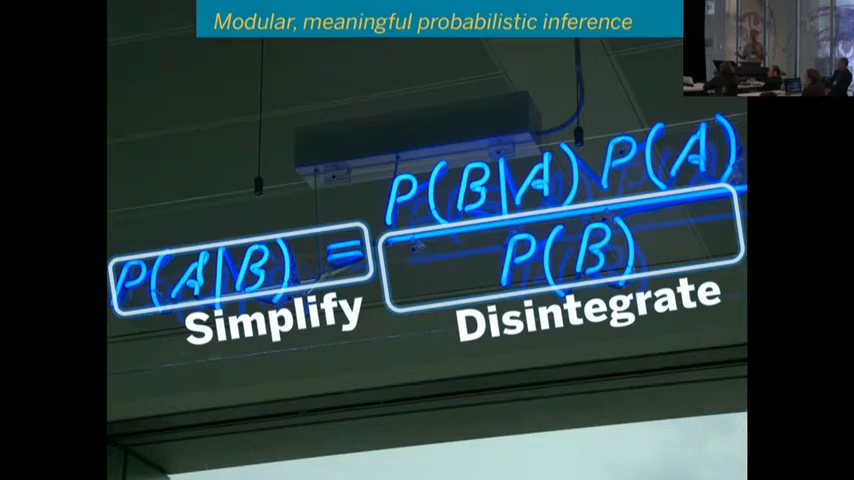 Modular, meaningful probabilistic inference
P(B|A) P(A)
P(A|B) =
P(B)
Simplify
Disintegrate